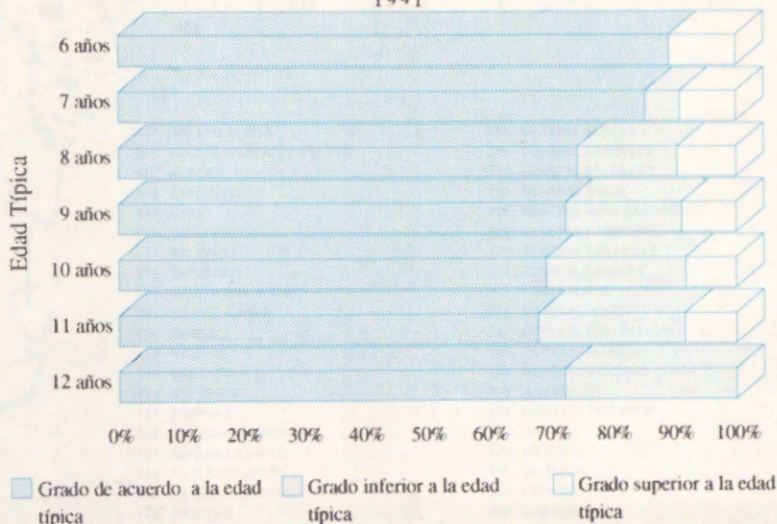 1991
6 años
7 años
8 años
9 años
10 años
11 años
12 años
Edad Típica
0% 10% 20% 30% 40% 50% 60% 70% 80% 90% 100%
Grado de acuerdo a la edad típica
Grado inferior a la edad típica
Grado superior a la edad típica